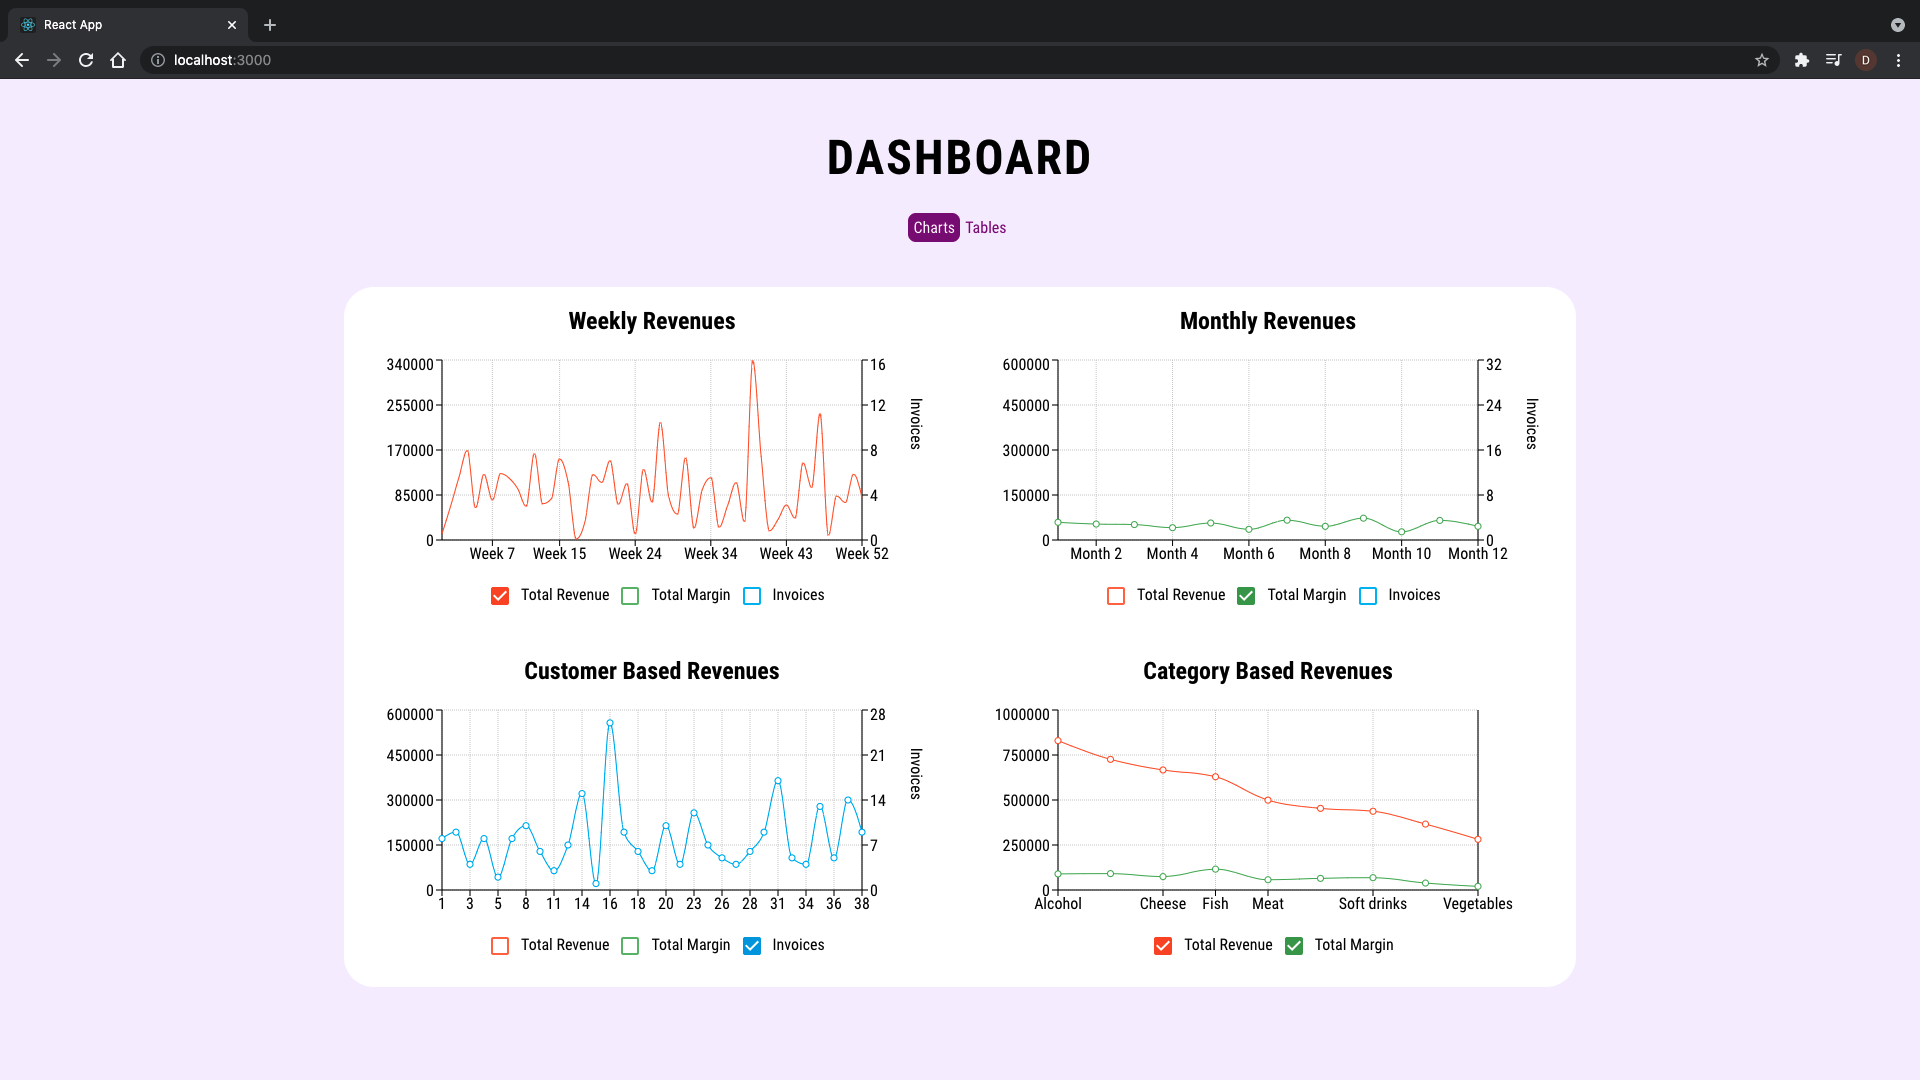 React App
localhost:3000
D
DASHBOARD
Charts Tables
Weekly Revenues
340000
255000
170000
85000
0
16
12
8
4
0
Invoices
Week 7 Week 15 Week 24 Week 34 Week 43 Week 52
Total Revenue Total Margin Invoices
Monthly Revenues
600000
450000
300000
150000
0
32
24
16
8
0
Invoices
Month 2 Month 4 Month 6 Month 8 Month 10 Month 12
Total Revenue Total Margin Invoices
Customer Based Revenues
600000
450000
300000
150000
0
28
21
14
7
0
Invoices
1 3 5 8 11 14 16 18 20 23 26 28 31 34 36 38
Total Revenue Total Margin Invoices
Category Based Revenues
1000000
750000
500000
250000
0
Alcohol Cheese Fish Meat Soft drinks Vegetables
Total Revenue Total Margin